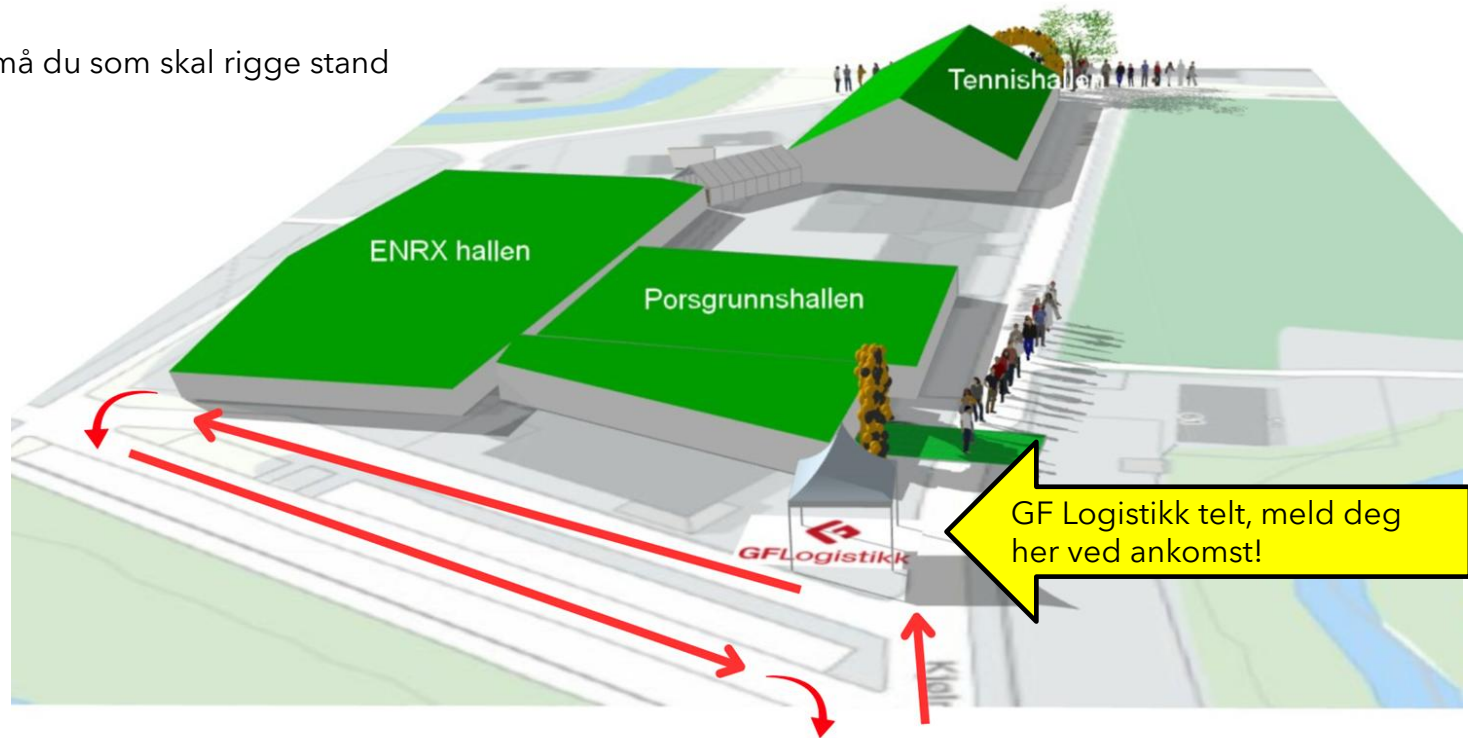 må du som skal rigge stand
Tennishallen
ENRX hallen
Porsgrunnshallen
GF Logistikk telt, meld deg
her ved ankomst!
GFLogistikk